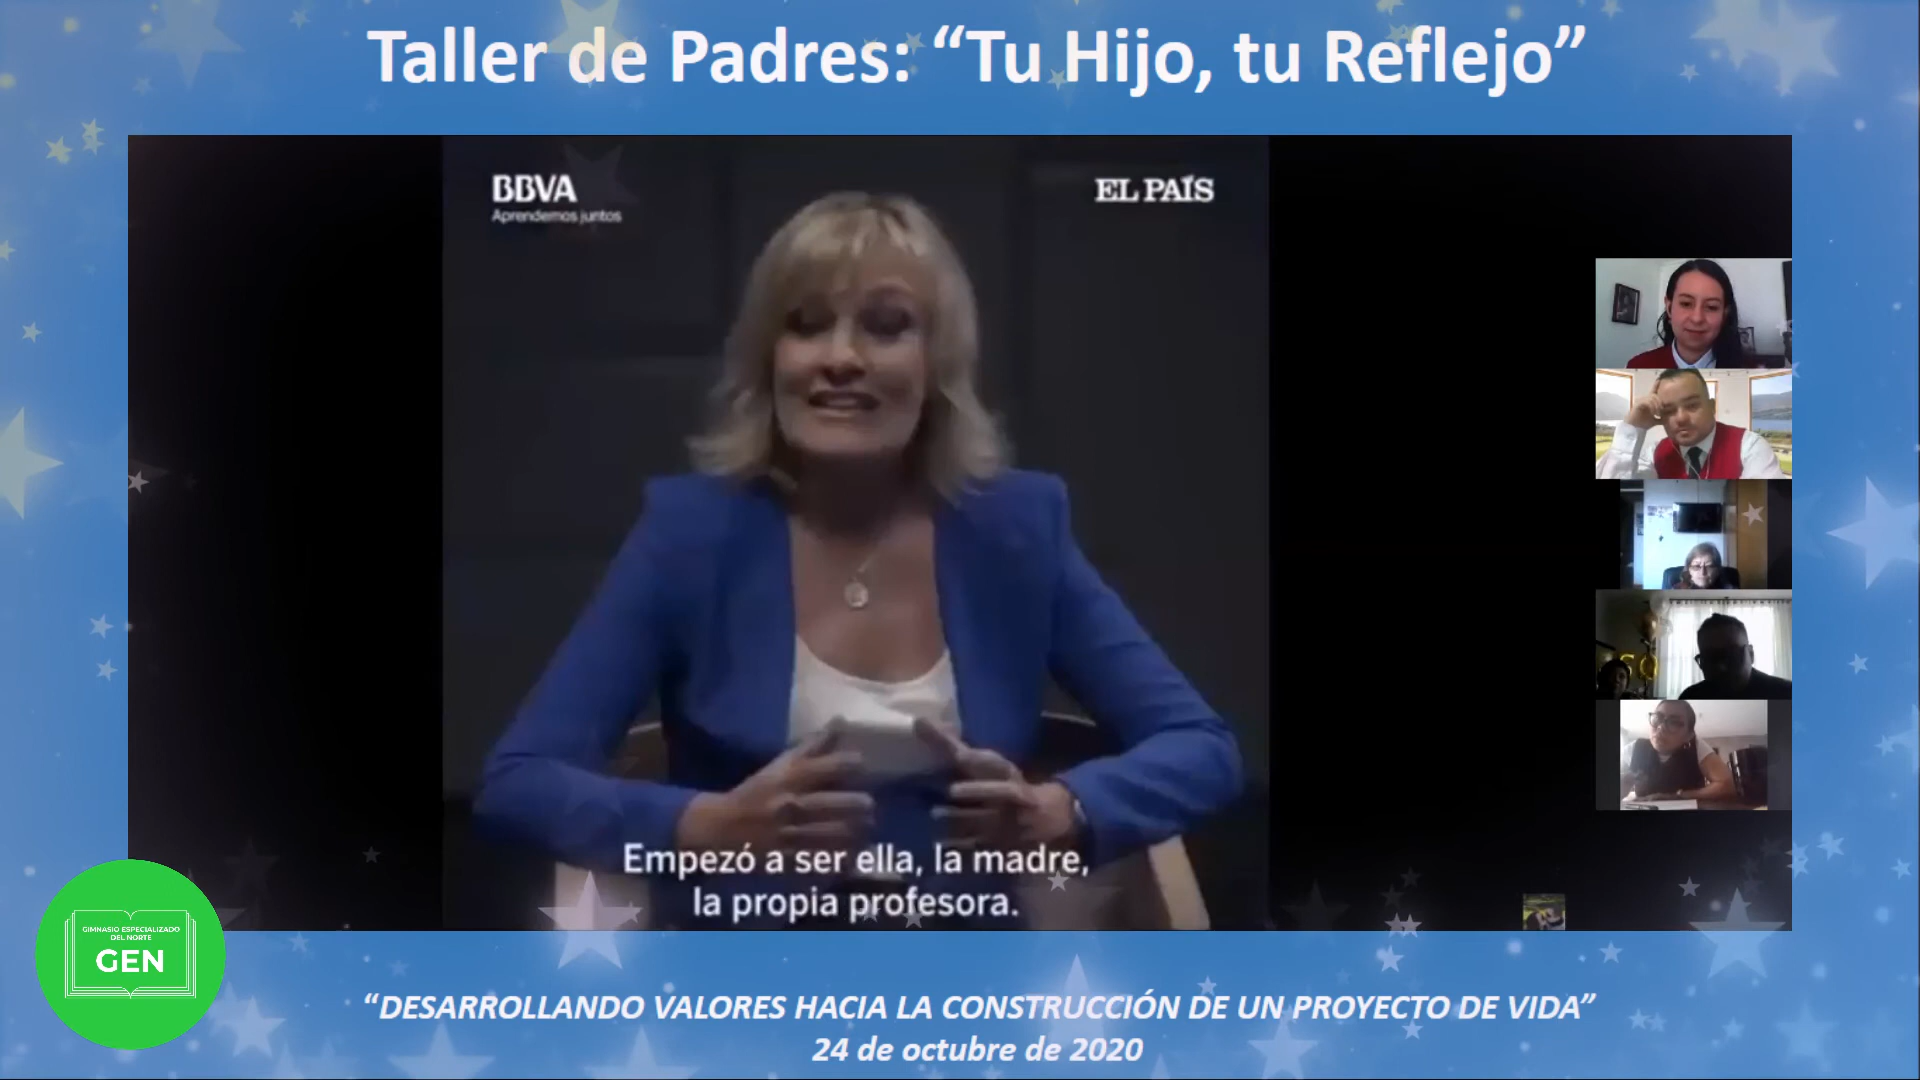 Taller de Padres: “Tu Hijo, tu Reflejo”
BBVA
Aprendemos juntos
EL PAÍS
Empezó a ser ella, la madre,
la propia profesora.
GIMNASIO ESPECIALIZADO
DEL NORTE
GEN
“DESARROLLANDO VALORES HACIA LA CONSTRUCCIÓN DE UN PROYECTO DE VIDA”
24 de octubre de 2020